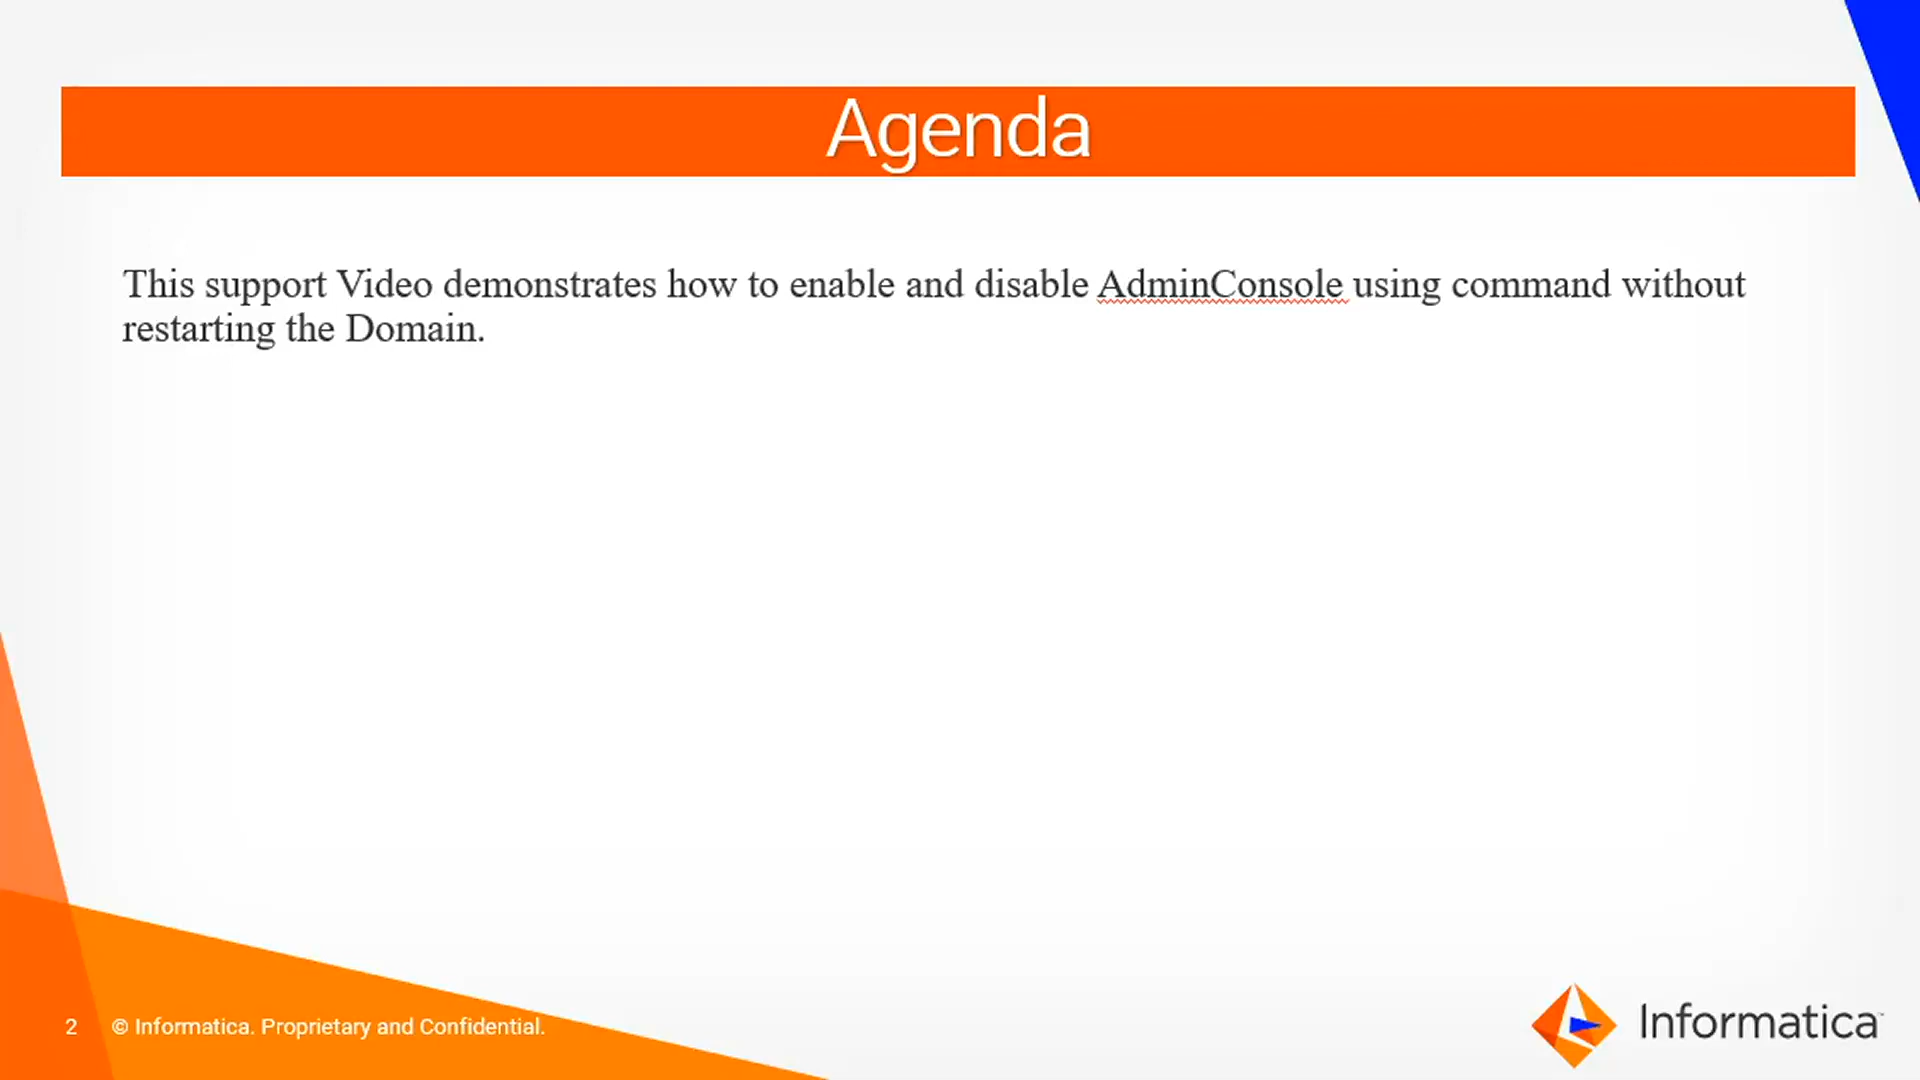 Agenda
This support Video demonstrates how to enable and disable AdminConsole using command without
restarting the Domain.
2 © Informatica. Proprietary and Confidential.
Informatica